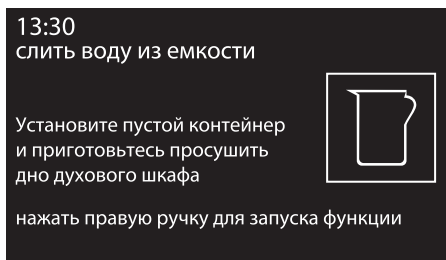 13:30
слить воду из емкости
Установите пустой контейнер
и приготовьтесь просушить
дно духового шкафа
нажать правую ручку для запуска функции